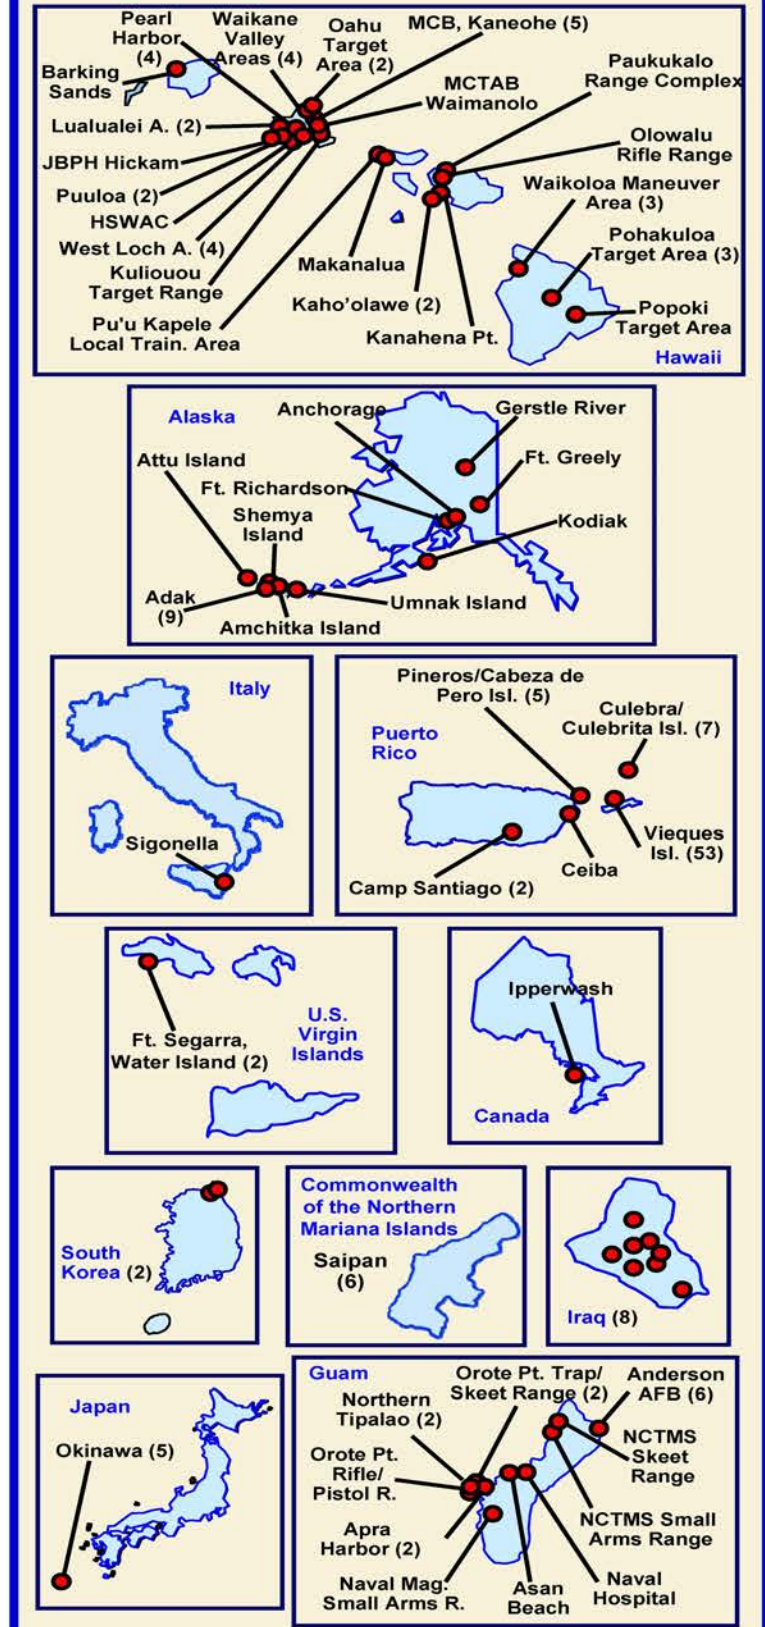 Pearl
Harbor
(4)
Waikane
Valley
Areas (4)
Oahu
Target
Area (2)
MCB, Kaneohe (5)
Paukukalo
Range Complex
Barking
Sands
MCTAB
Waimanolo
Lualualei A. (2)
Olowalu
Rifle Range
JBPH Hickam
Waikoloa Maneuver
Area (3)
Puuloa (2)
HSWAC
Pohakuloa
Target Area (3)
West Loch A. (4)
Makanalua
Kuliouou
Target Range
Kaho'olawe (2)
Popoki
Target Area
Pu'u Kapele
Local Train. Area
Kanahena Pt.
Hawaii
Alaska
Anchorage
Gerstle River
Attu Island
Ft. Greely
Ft. Richardson
Shemya
Island
Kodiak
Adak
(9)
Umnak Island
Amchitka Island
Italy
Sigonella
Pineros/Cabeza de
Pero Isl. (5)
Culebra/
Culebrita Isl. (7)
Puerto
Rico
Vieques
Isl. (53)
Ceiba
Camp Santiago (2)
U.S.
Virgin
Islands
Ft. Segarra,
Water Island (2)
Ipperwash
Canada
South
Korea (2)
Commonwealth
of the Northern
Mariana Islands
Saipan
(6)
Iraq (8)
Japan
Okinawa (5)
Guam
Orote Pt. Trap/
Skeet Range (2)
Anderson
AFB (6)
Northern
Tipalao (2)
NCTMS
Skeet
Range
Orote Pt.
Rifle/
Pistol R.
NCTMS Small
Arms Range
Apra
Harbor (2)
Naval Mag.
Small Arms R.
Asan
Beach
Naval
Hospital